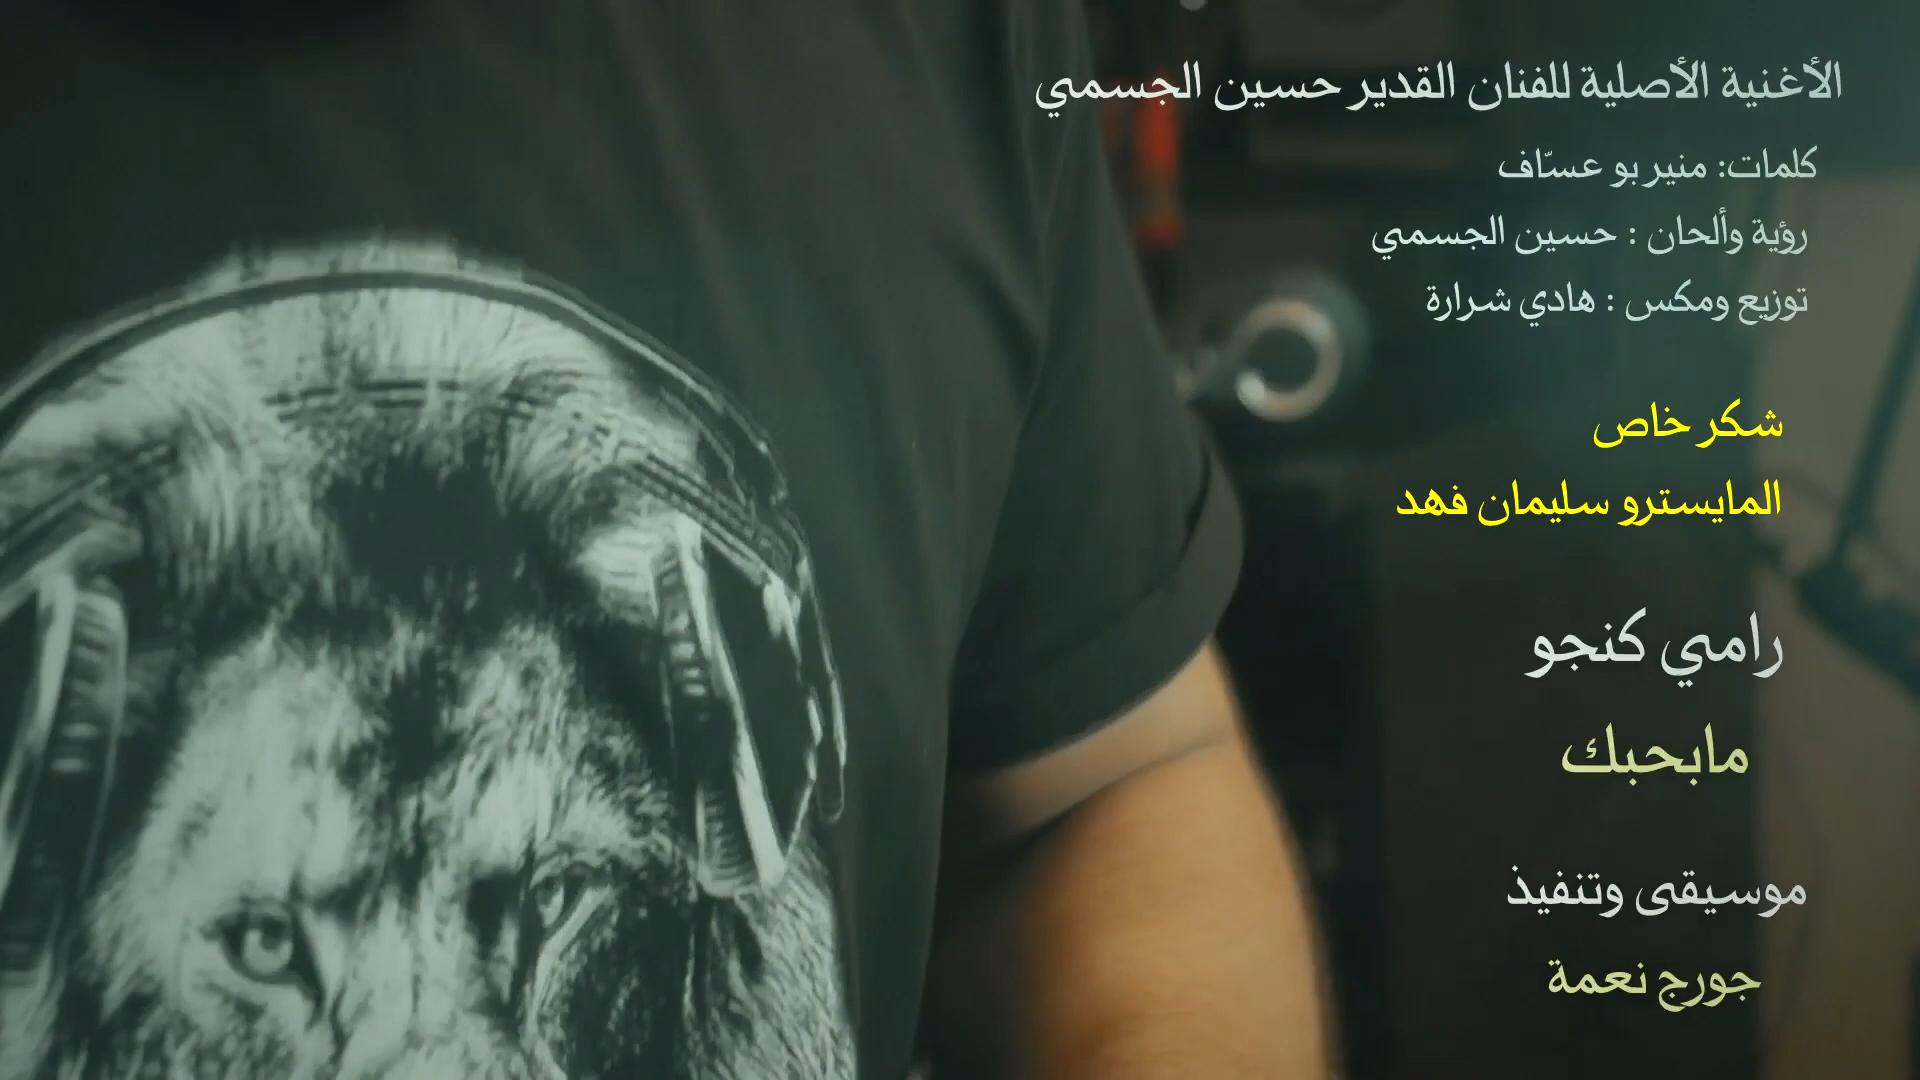 الأغنية الأصلية للفنان القدير حسين الجسمي
كلمات: منير بو عسّاف
رؤية وألحان : حسين الجسمي
توزيع ومكس : هادي شرارة
شكر خاص
المايسترو سليمان فهد
رامي كنجو
مابحبك
موسيقى وتنفيذ
جورج نعمة